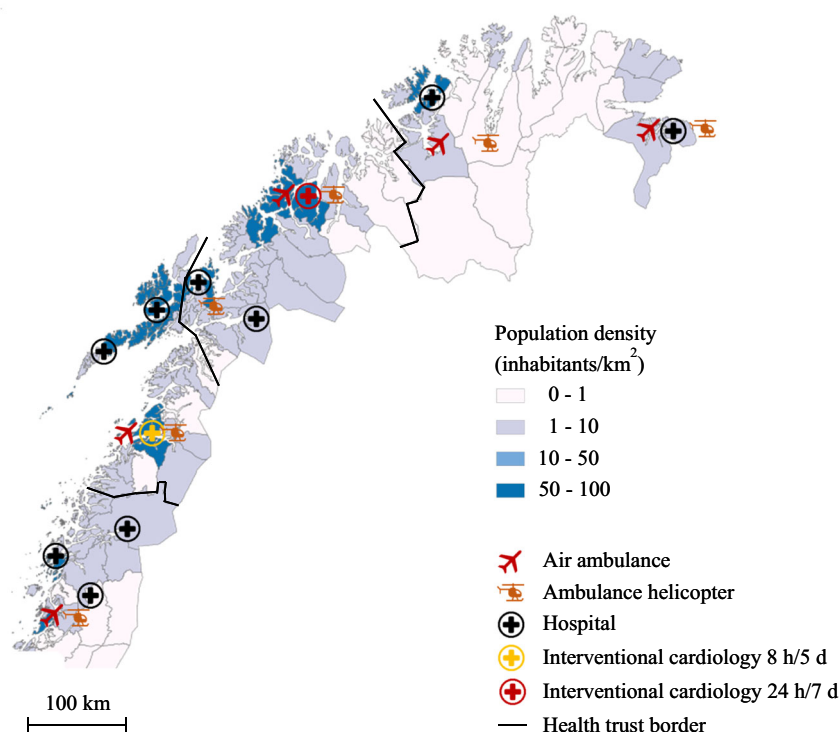 Population density
(inhabitants/km²)
0 - 1
1 - 10
10 - 50
50 - 100
Air ambulance
Ambulance helicopter
Hospital
Interventional cardiology 8 h/5 d
Interventional cardiology 24 h/7 d
Health trust border
100 km